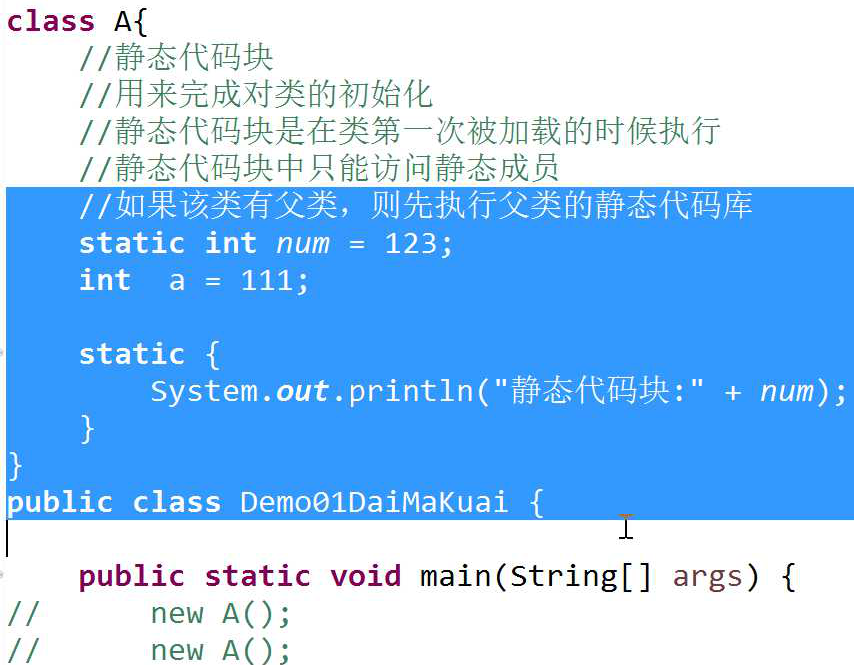 class A{
//静态代码块
//用来完成对类的初始化
//静态代码块是在类第一次被加载的时候执行
//静态代码块中只能访问静态成员
//如果该类有父类，则先执行父类的静态代码库
static int num = 123;
int  a = 111;
static {
System.out.println("静态代码块:" + num);
}
}
public class Demo01DaiMaKuai {
public static void main(String[] args) {
//      new A();
//      new A();